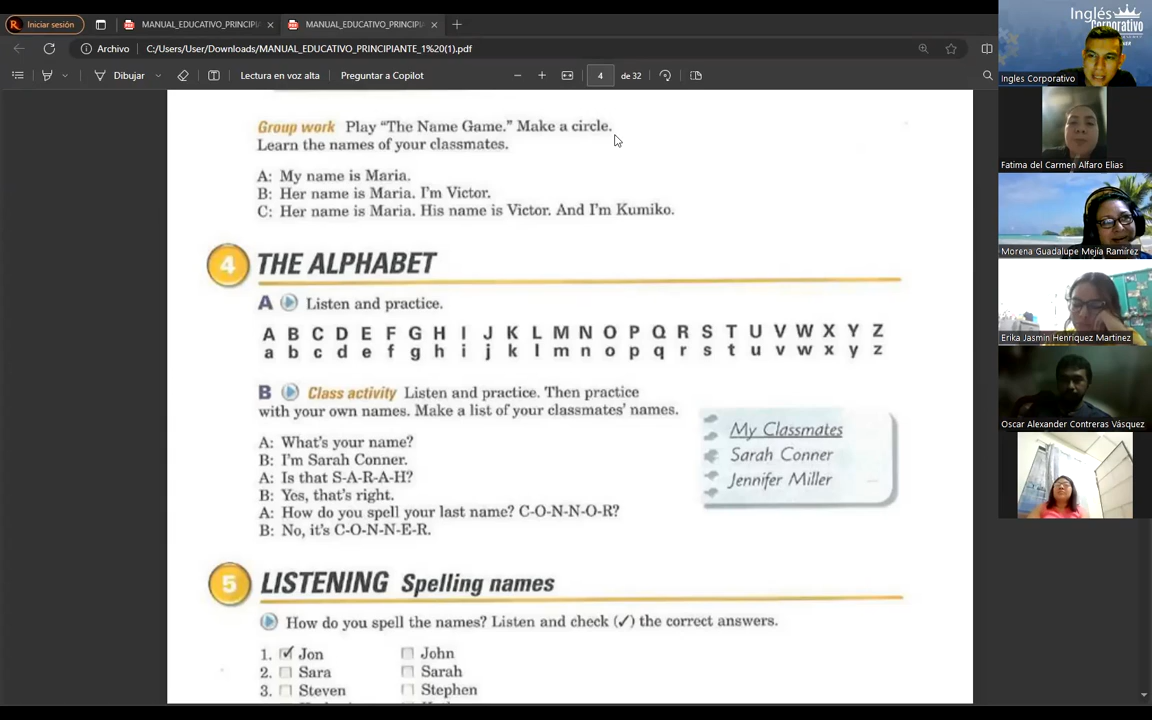 Iniciar sesión
MANUAL_EDUCATIVO_PRINCIPI
MANUAL_EDUCATIVO_PRINCIPI
Archivo
C:/Users/User/Downloads/MANUAL_EDUCATIVO_PRINCIPIANTE_1%20(1).pdf
Dibujar
Lectura en voz alta
Preguntar a Copilot
4
de 32
Group work Play "The Name Game." Make a circle.
Learn the names of your classmates.
A: My name is Maria.
B: Her name is Maria. I'm Victor.
C: Her name is Maria. His name is Victor. And I'm Kumiko.
4 THE ALPHABET
A Listen and practice.
A B C D E F G H I J K L M N O P Q R S T U V W X Y Z
a b c d e f g h i j k l m n o p q r s t u v w x y z
B Class activity Listen and practice. Then practice
with your own names. Make a list of your classmates' names.
A: What's your name?
B: I'm Sarah Conner.
A: Is that S-A-R-A-H?
B: Yes, that's right.
A: How do you spell your last name? C-O-N-N-O-R?
B: No, it's C-O-N-N-E-R.
My Classmates
Sarah Conner
Jennifer Miller
5 LISTENING Spelling names
How do you spell the names? Listen and check (✓) the correct answers.
1. ✓ Jon John
2. Sara Sarah
3. Steven Stephen
Inglés
Corporativo
Ingles Corporativo
Fatima del Carmen Alfaro Elias
Morena Guadalupe Mejía Ramírez
Erika Jasmin Henriquez Martinez
Oscar Alexander Contreras Vásquez